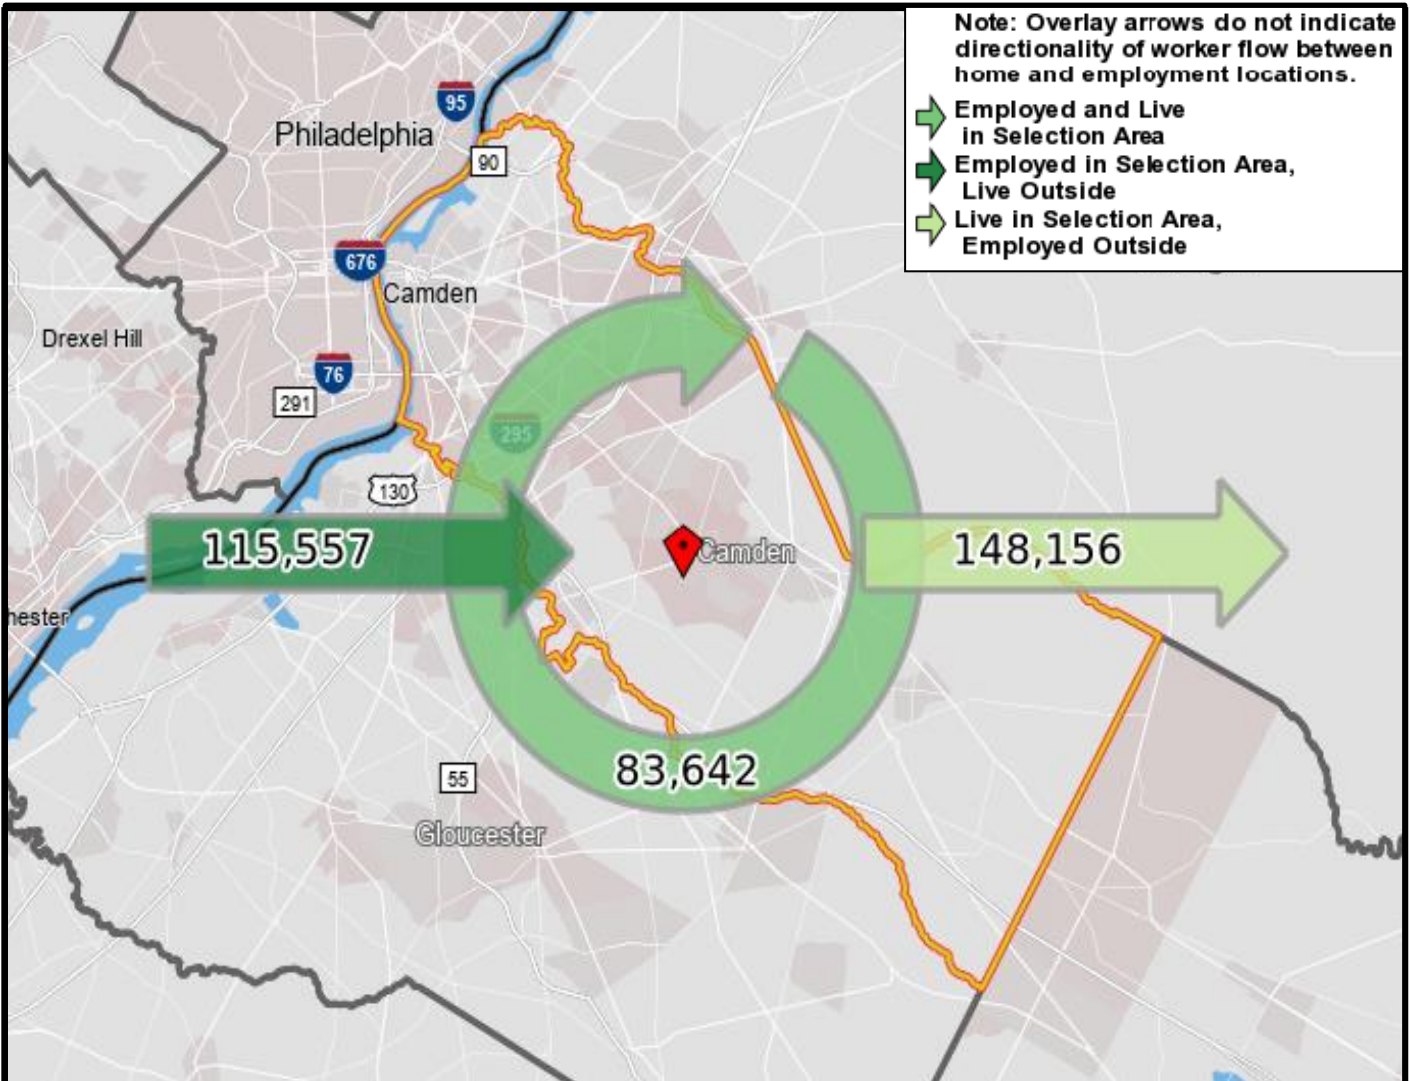 Note: Overlay arrows do not indicate
directionality of worker flow between
home and employment locations.
Employed and Live
in Selection Area
Employed in Selection Area,
Live Outside
Live in Selection Area,
Employed Outside
95
Philadelphia
90
676
Camden
Drexel Hill
76
291
295
130
115,557
Camden
148,156
hester
83,642
55
Gloucester